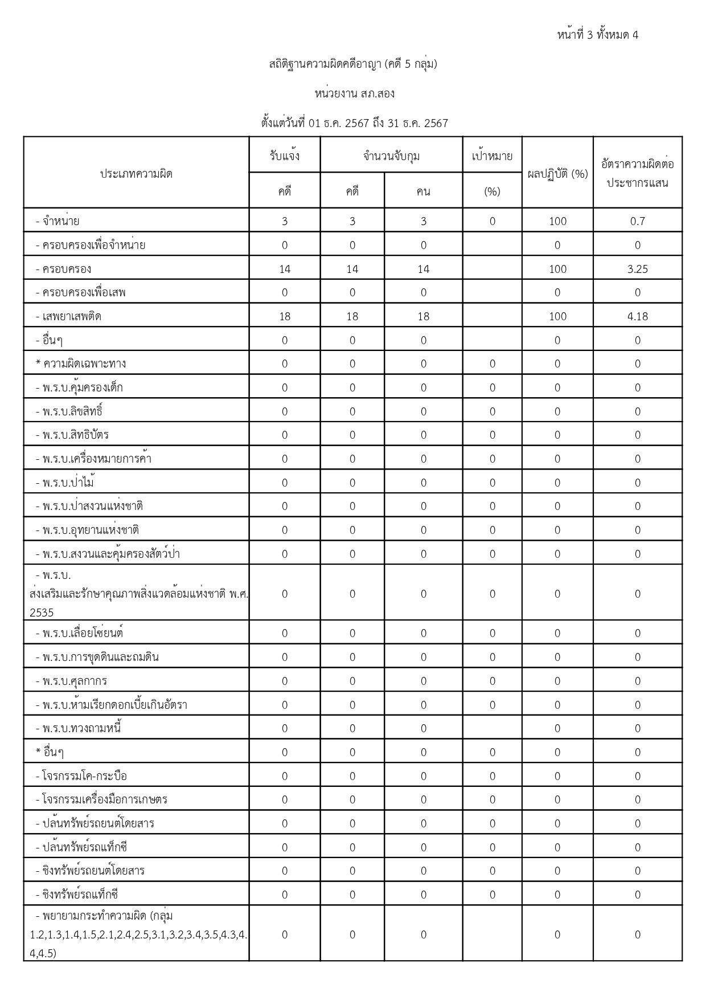 หน้าที่ 3 ทั้งหมด 4
สถิติฐานความผิดคดีอาญา (คดี 5 กลุ่ม)
หน่วยงาน สภ.สอง
ตั้งแต่วันที่ 01 ธ.ค. 2567 ถึง 31 ธ.ค. 2567
ประเภทความผิด รับแจ้ง จำนวนจับกุม เป้าหมาย ผลปฏิบัติ (%) อัตราความผิดต่อ
ประชากรแสน
คดี คดี คน (%)
- จำหน่าย 3 3 3 0 100 0.7
- ครอบครองเพื่อจำหน่าย 0 0 0 0 0
- ครอบครอง 14 14 14 100 3.25
- ครอบครองเพื่อเสพ 0 0 0 0 0
- เสพยาเสพติด 18 18 18 100 4.18
- อื่นๆ 0 0 0 0 0
* ความผิดเฉพาะทาง 0 0 0 0 0 0
- พ.ร.บ.คุ้มครองเด็ก 0 0 0 0 0 0
- พ.ร.บ.ลิขสิทธิ์ 0 0 0 0 0 0
- พ.ร.บ.สิทธิบัตร 0 0 0 0 0 0
- พ.ร.บ.เครื่องหมายการค้า 0 0 0 0 0 0
- พ.ร.บ.ป่าไม้ 0 0 0 0 0 0
- พ.ร.บ.ป่าสงวนแห่งชาติ 0 0 0 0 0 0
- พ.ร.บ.อุทยานแห่งชาติ 0 0 0 0 0 0
- พ.ร.บ.สงวนและคุ้มครองสัตว์ป่า 0 0 0 0 0 0
- พ.ร.บ.
ส่งเสริมและรักษาคุณภาพสิ่งแวดล้อมแห่งชาติ พ.ศ. 0 0 0 0 0 0
2535
- พ.ร.บ.เลื่อยโซ่ยนต์ 0 0 0 0 0 0
- พ.ร.บ.การขุดดินและถมดิน 0 0 0 0 0 0
- พ.ร.บ.ศุลกากร 0 0 0 0 0 0
- พ.ร.บ.ห้ามเรียกดอกเบี้ยเกินอัตรา 0 0 0 0 0 0
- พ.ร.บ.ทวงถามหนี้ 0 0 0 0 0
* อื่นๆ 0 0 0 0 0 0
- โจรกรรมโค-กระบือ 0 0 0 0 0 0
- โจรกรรมเครื่องมือการเกษตร 0 0 0 0 0 0
- ปล้นทรัพย์รถยนต์โดยสาร 0 0 0 0 0 0
- ปล้นทรัพย์รถแท็กซี่ 0 0 0 0 0 0
- ชิงทรัพย์รถยนต์โดยสาร 0 0 0 0 0 0
- ชิงทรัพย์รถแท็กซี่ 0 0 0 0 0 0
- พยายามกระทำความผิด (กลุ่ม
1.2,1.3,1.4,1.5,2.1,2.4,2.5,3.1,3.2,3.4,3.5,4.3,4. 0 0 0 0 0
4,4.5)